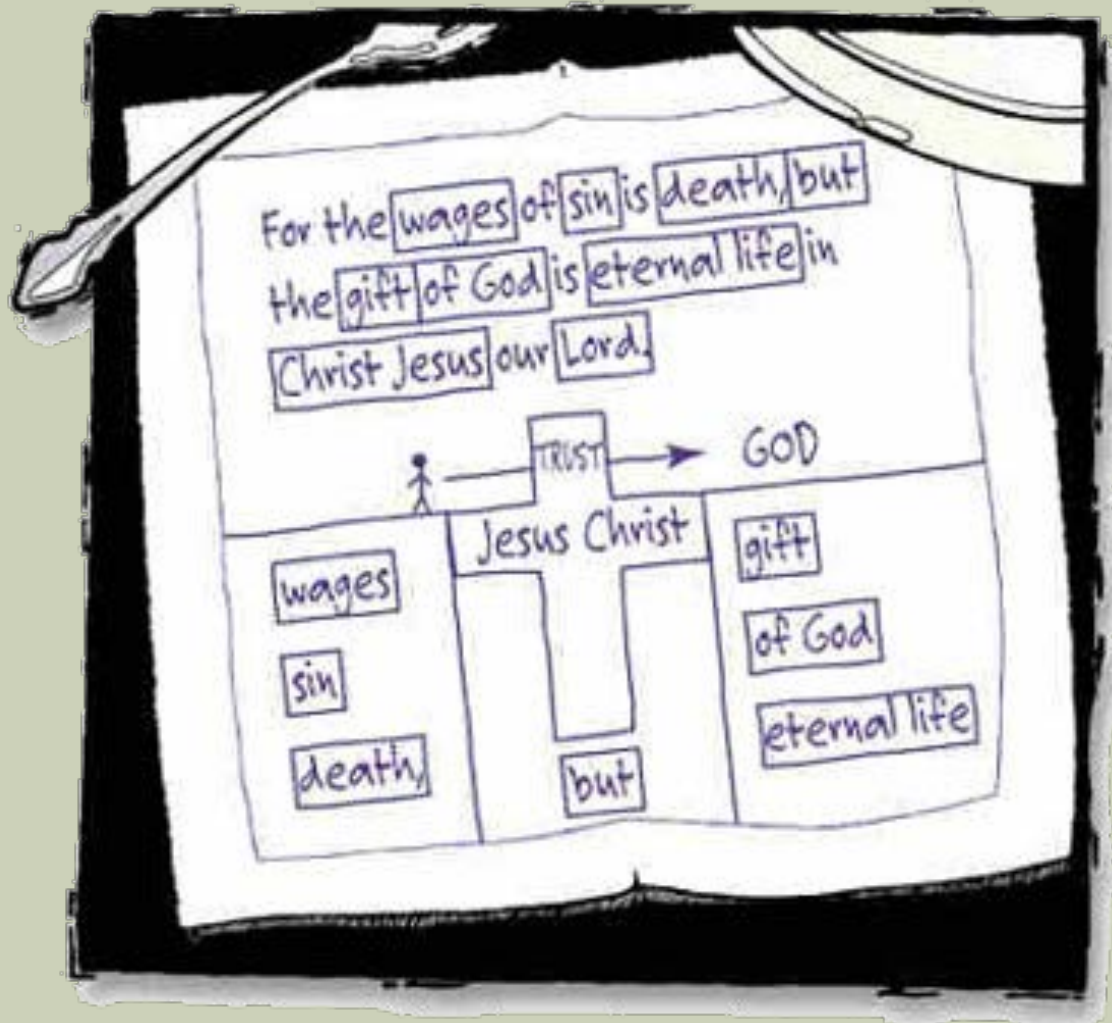 For the wages of sin is death, but
the gift of God is eternal life in
Christ Jesus our Lord.
TRUST
GOD
Jesus Christ
wages
sin
death,
but
gift
of God
eternal life